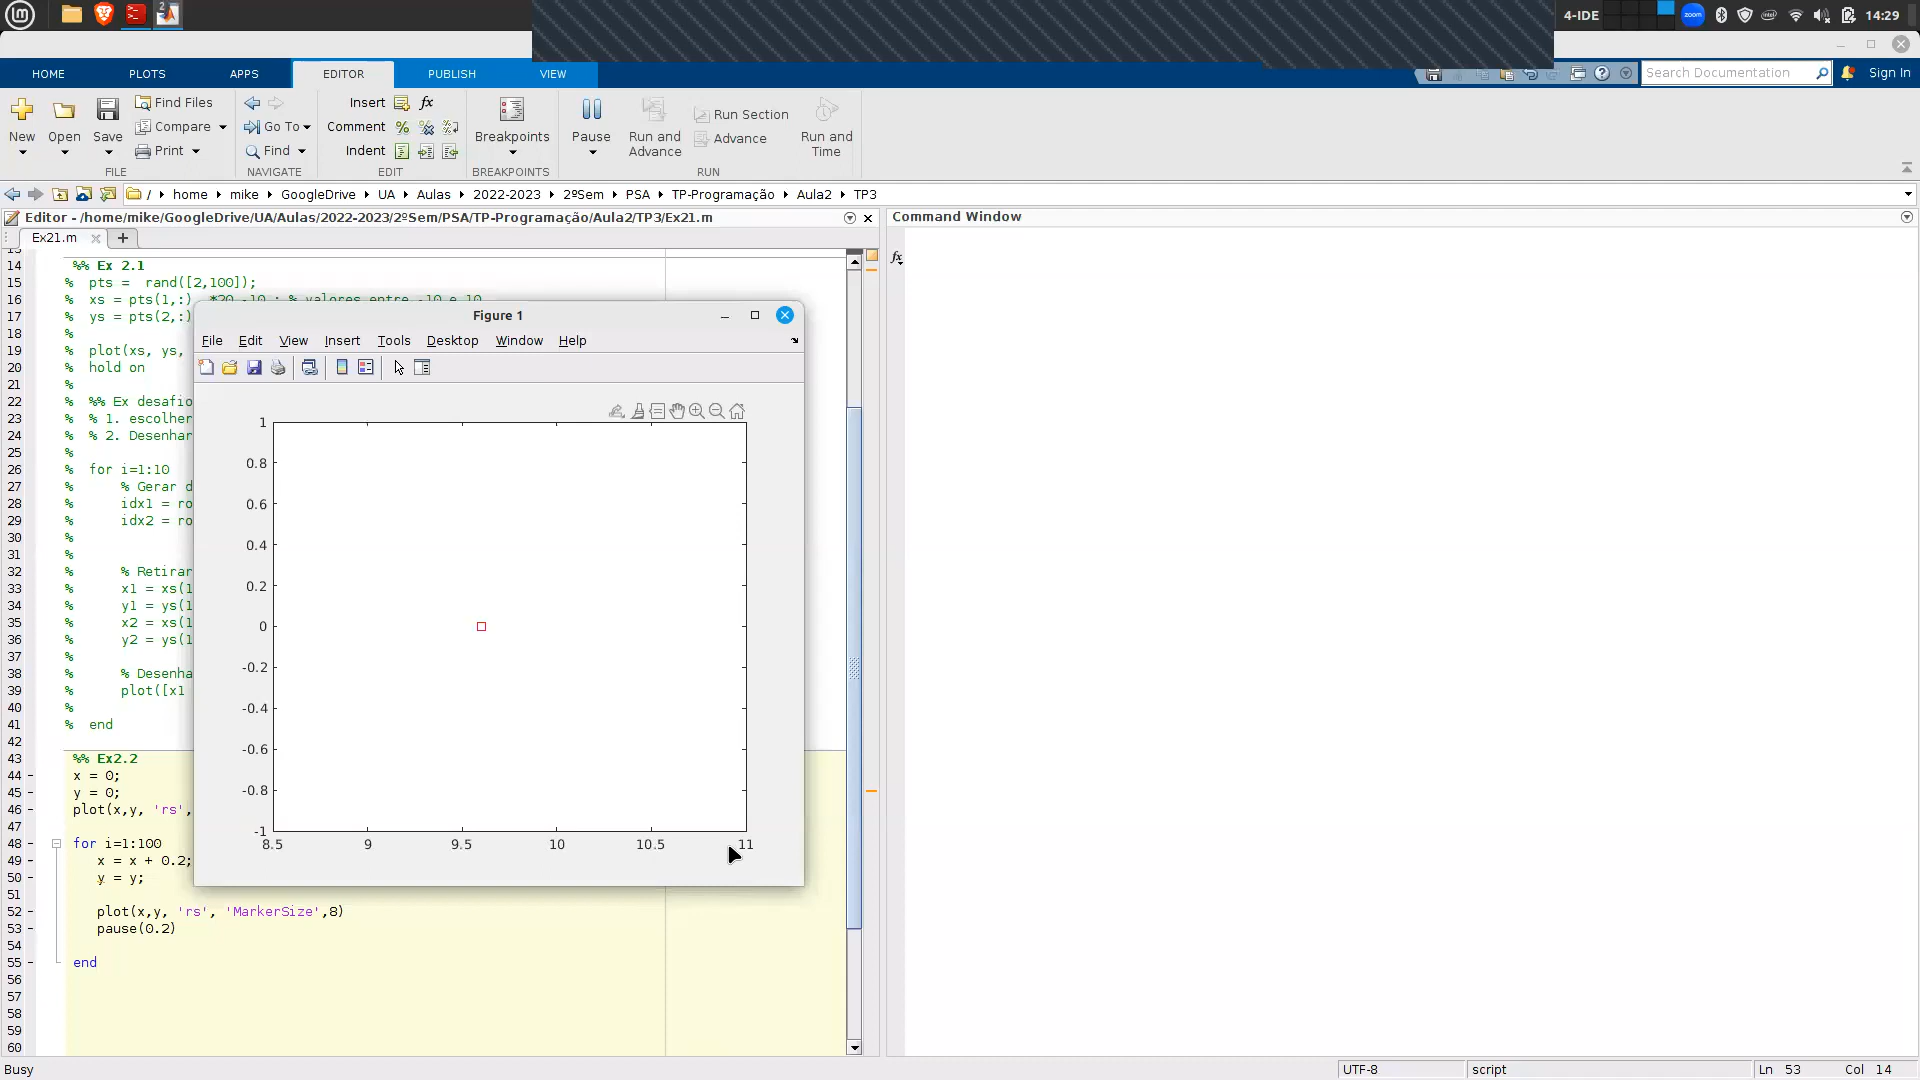 4-IDE
zoom
14:29
HOME
PLOTS
APPS
EDITOR
PUBLISH
VIEW
Search Documentation
Sign In
New
Open
Save
Find Files
Compare
Print
FILE
Go To
Find
NAVIGATE
Insert
fx
Comment
Indent
EDIT
Breakpoints
BREAKPOINTS
Pause
Run and
Advance
Run Section
Advance
Run and
Time
RUN
/ home mike GoogleDrive UA Aulas 2022-2023 2ºSem PSA TP-Programação Aula2 TP3
Editor - /home/mike/GoogleDrive/UA/Aulas/2022-2023/2ºSem/PSA/TP-Programação/Aula2/TP3/Ex21.m
Ex21.m
+
Command Window
fx
14 %% Ex 2.1
15 % pts = rand([2,100]);
16 % xs = pts(1,:) *20 -10 ; % valores entre -10 e 10
17 % ys = pts(2,:)
18 %
19 % plot(xs, ys,
20 % hold on
21 %
22 % %% Ex desafio
23 % % 1. escolher
24 % % 2. Desenhar
25 %
26 % for i=1:10
27 % % Gerar d
28 % idx1 = ro
29 % idx2 = ro
30 %
31 %
32 % % Retirar
33 % x1 = xs(1
34 % y1 = ys(1
35 % x2 = xs(1
36 % y2 = ys(1
37 %
38 % % Desenha
39 % plot([x1
40 %
41 % end
42
43 %% Ex2.2
44 - x = 0;
45 - y = 0;
46 - plot(x,y, 'rs',
47
48 - for i=1:100
49 - x = x + 0.2;
50 - y = y;
51
52 - plot(x,y, 'rs', 'MarkerSize',8)
53 - pause(0.2)
54
55 - end
56
57
58
59
60
Figure 1
File Edit View Insert Tools Desktop Window Help
1
0.8
0.6
0.4
0.2
0
-0.2
-0.4
-0.6
-0.8
-1
8.5 9 9.5 10 10.5 11
Busy
UTF-8
script
Ln 53
Col 14